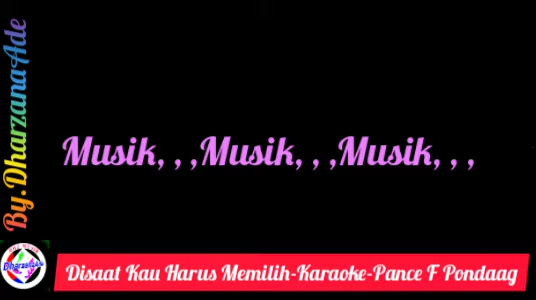 By.DharzanaAde
Musik, , ,Musik, , ,Musik, , ,
Disaat Kau Harus Memilih-Karaoke-Pance F Pondaag